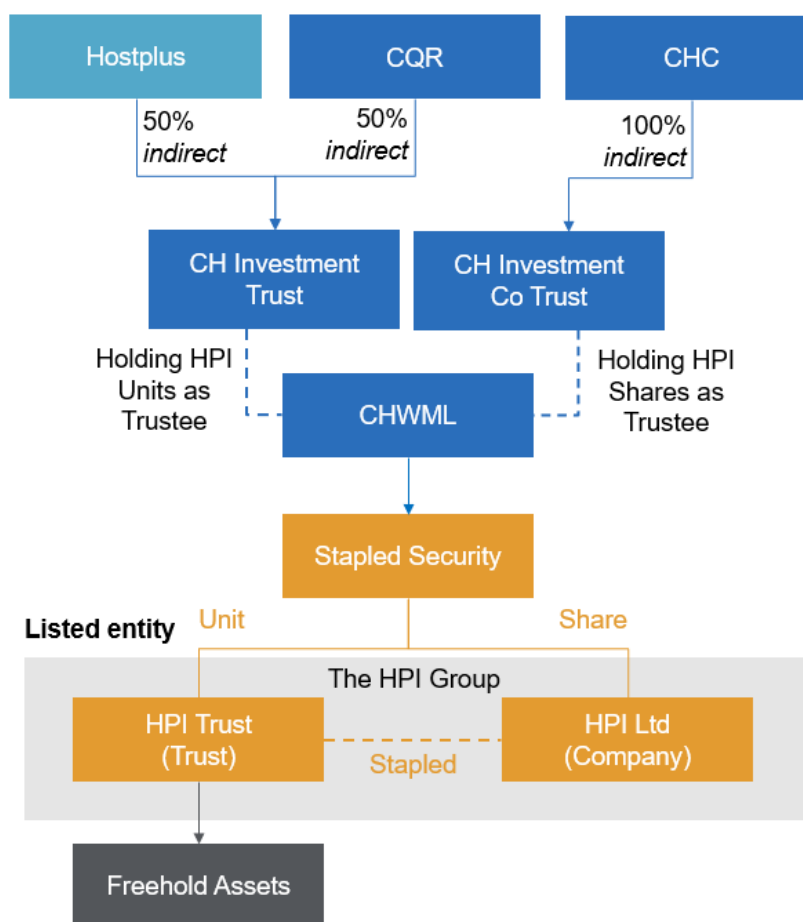 Hostplus
CQR
CHC
50%
indirect
50%
indirect
100%
indirect
CH Investment
Trust
CH Investment
Co Trust
Holding HPI
Units as
Trustee
Holding HPI
Shares as
Trustee
CHWML
Stapled Security
Listed entity
Unit
Share
The HPI Group
HPI Trust
(Trust)
Stapled
HPI Ltd
(Company)
Freehold Assets